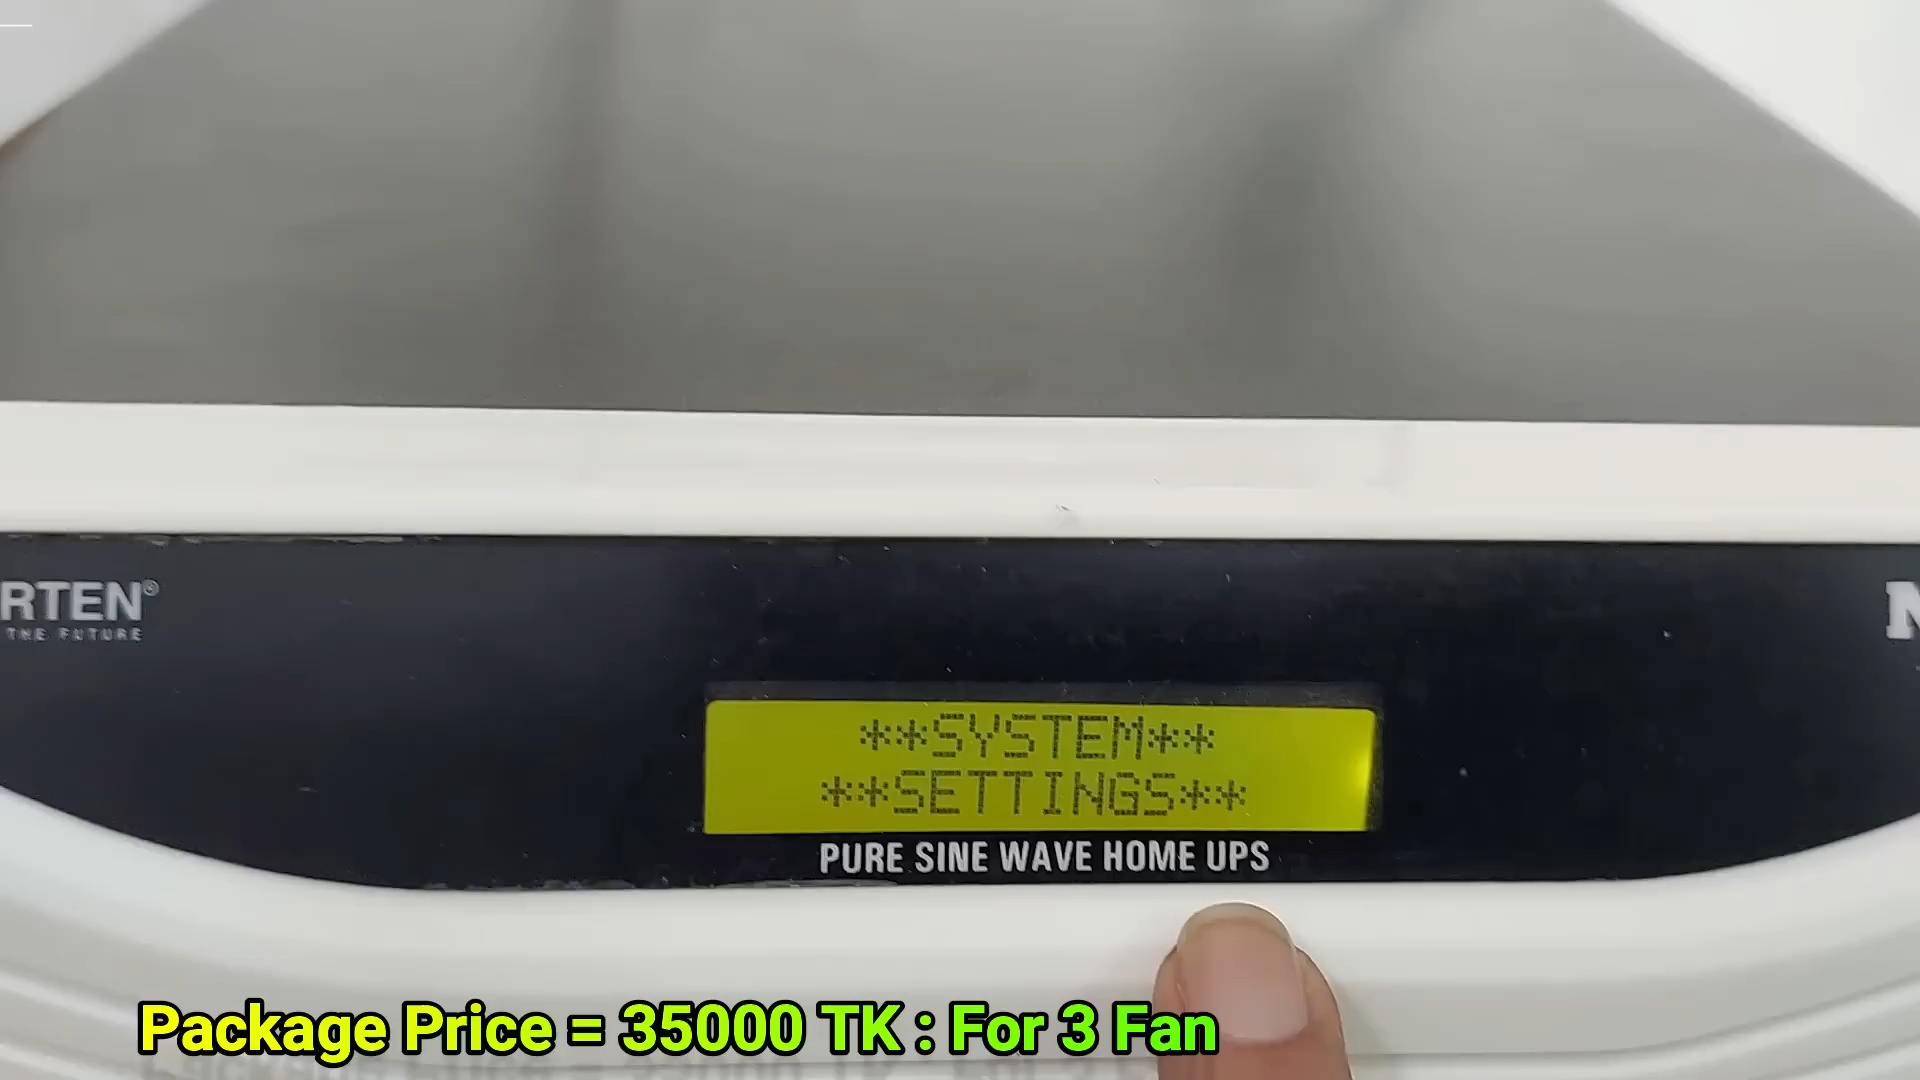 RTEN®
THE FUTURE
**SYSTEM**
**SETTINGS**
PURE SINE WAVE HOME UPS
Package Price = 35000 TK : For 3 Fan